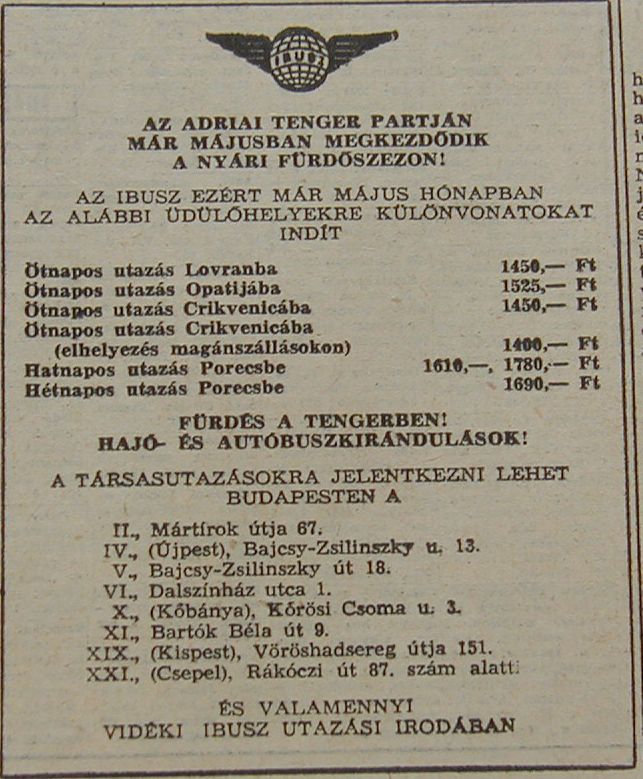 IBUSZ
AZ ADRIAI TENGER PARTJÁN
MÁR MÁJUSBAN MEGKEZDŐDIK
A NYÁRI FÜRDŐSZEZON!
AZ IBUSZ EZÉRT MÁR MÁJUS HÓNAPBAN
AZ ALÁBBI ÜDÜLŐHELYEKRE KÜLÖNVONATOKAT
INDÍT
Ötnapos utazás Lovranba 1450,— Ft
Ötnapos utazás Opatijába 1525,— Ft
Ötnapos utazás Crikvenicába 1450,— Ft
Ötnapos utazás Crikvenicába
(elhelyezés magánszállásokon) 1400,— Ft
Hatnapos utazás Porecsbe 1610,—, 1780,— Ft
Hétnapos utazás Porecsbe 1690,— Ft
FÜRDÉS A TENGERBEN!
HAJÓ- ÉS AUTÓBUSZKIRÁNDULÁSOK!
A TÁRSASUTAZÁSOKRA JELENTKEZNI LEHET
BUDAPESTEN A
II., Mártírok útja 67.
IV., (Újpest), Bajcsy-Zsilinszky u. 13.
V., Bajcsy-Zsilinszky út 18.
VI., Dalszínház utca 1.
X., (Kőbánya), Kőrösi Csoma u. 3.
XI., Bartók Béla út 9.
XIX., (Kispest), Vöröshadsereg útja 151.
XXI., (Csepel), Rákóczi út 87. szám alatt.
ÉS VALAMENNYI
VIDÉKI IBUSZ UTAZÁSI IRODÁBAN